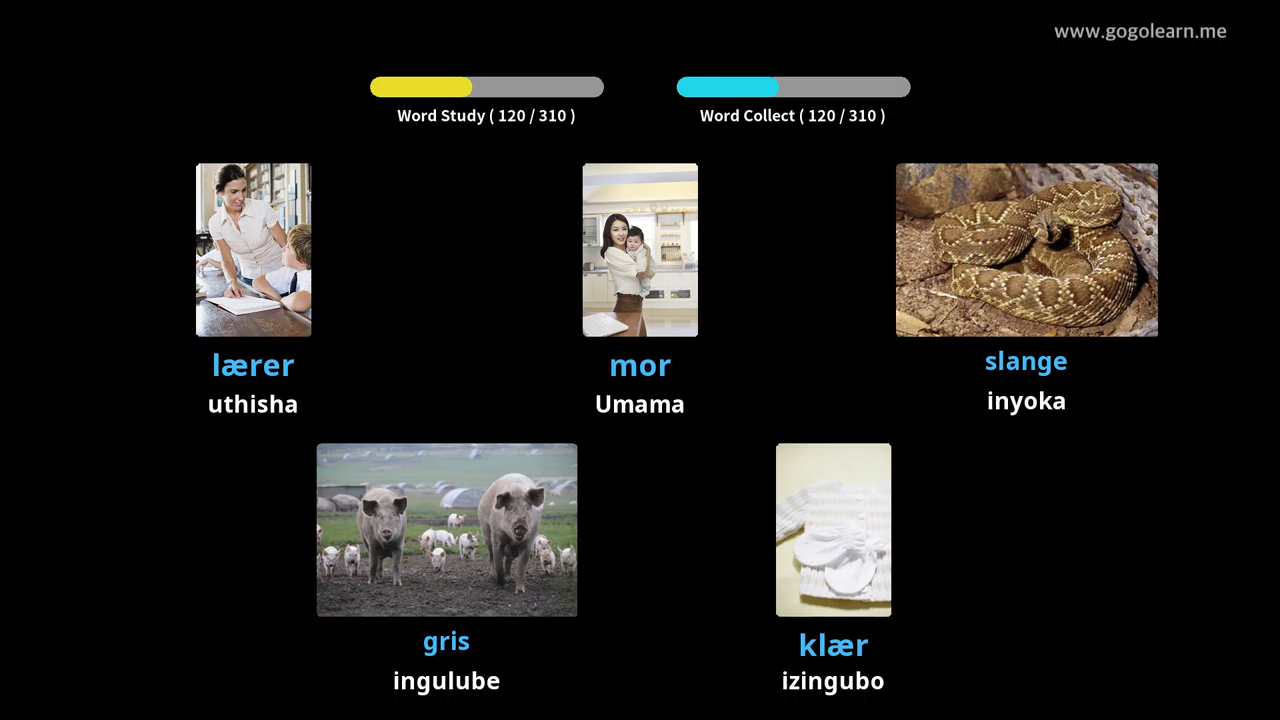 www.gogolearn.me
Word Study ( 120 / 310 )
Word Collect ( 120 / 310 )
lærer
uthisha
mor
Umama
slange
inyoka
gris
ingulube
klær
izingubo